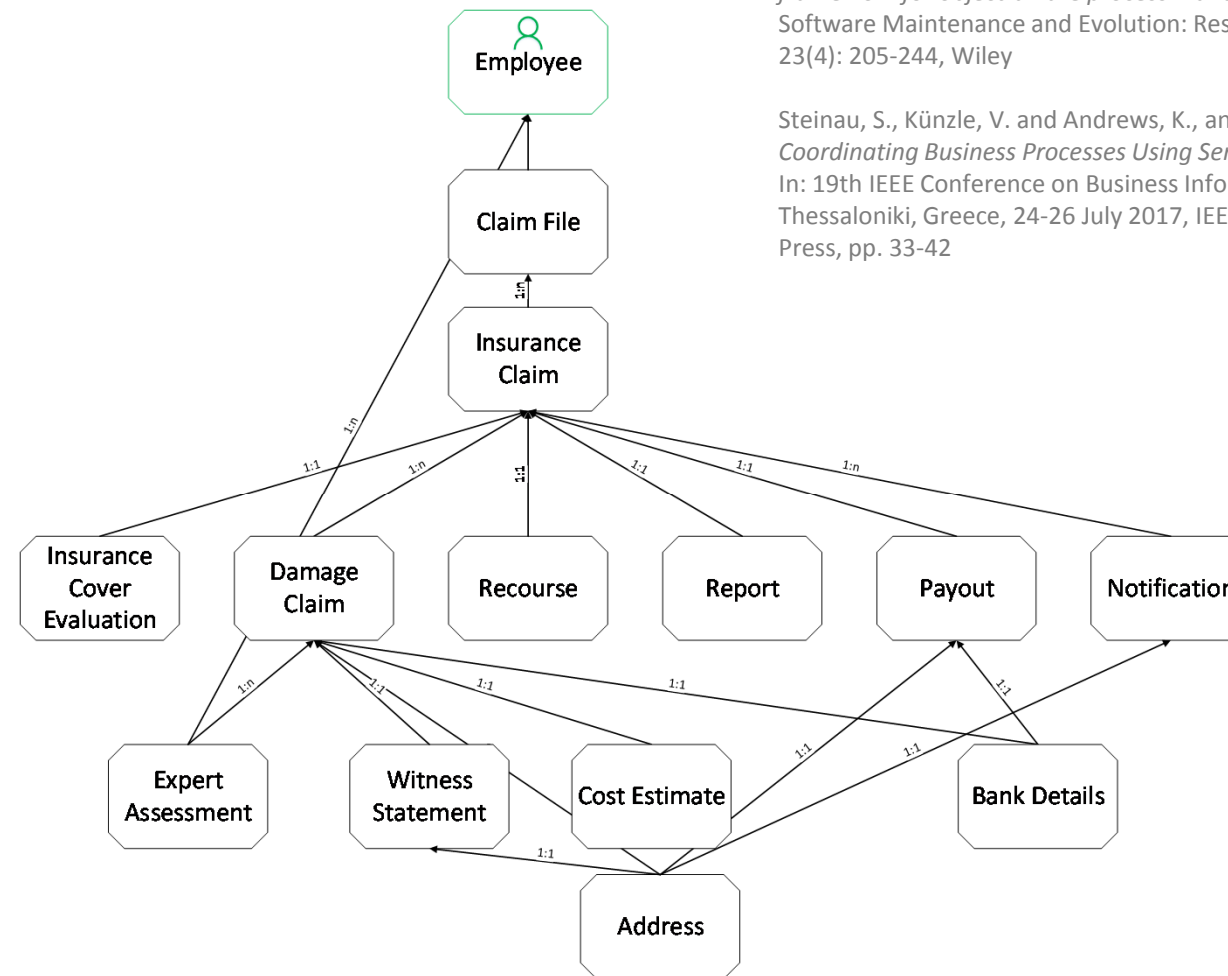 Software Maintenance and Evolution: Res
23(4): 205-244, Wiley
Steinau, S., Künzle, V. and Andrews, K., an
Coordinating Business Processes Using Ser
In: 19th IEEE Conference on Business Info
Thessaloniki, Greece, 24-26 July 2017, IEE
Press, pp. 33-42
Employee
Claim File
1:n
Insurance
Claim
1:n
1:1
1:n
1:1
1:1
1:1
1:n
Insurance
Cover
Evaluation
Damage
Claim
Recourse
Report
Payout
Notification
1:n
1:1
1:1
1:1
1:1
1:1
1:1
Expert
Assessment
Witness
Statement
Cost Estimate
Bank Details
1:1
Address